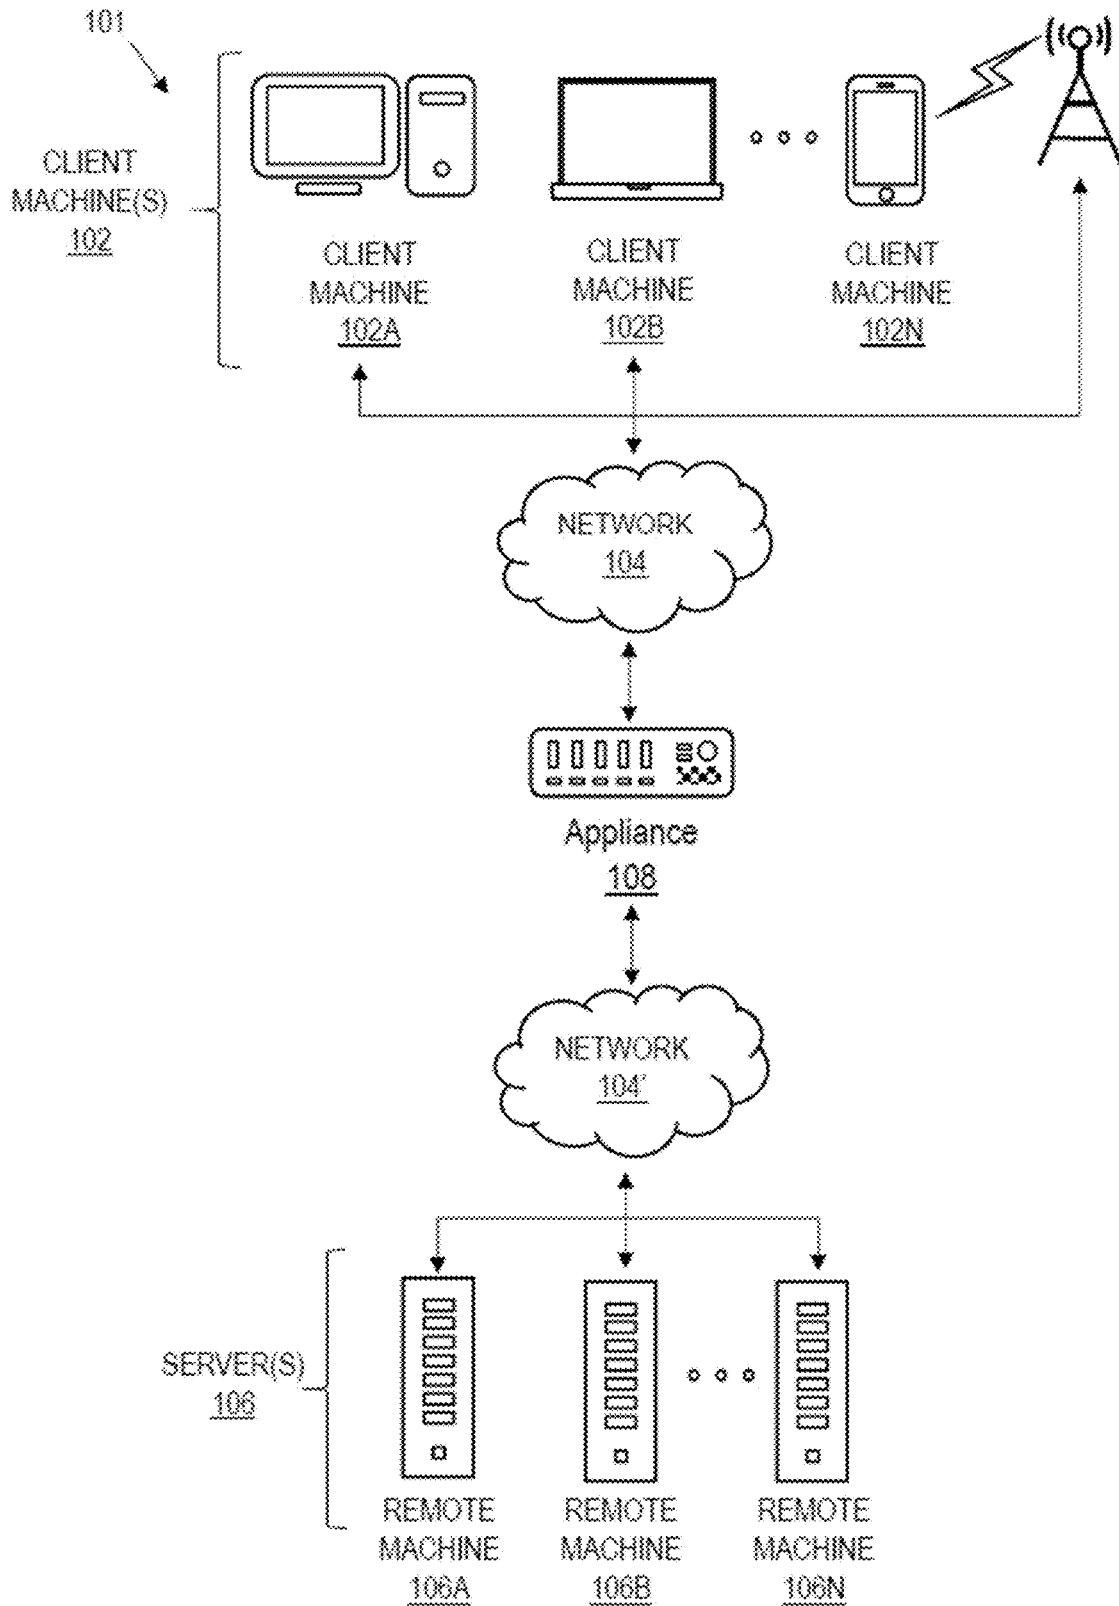 101
CLIENT
MACHINE(S)
102
CLIENT
MACHINE
102A
CLIENT
MACHINE
102B
CLIENT
MACHINE
102N
NETWORK
104
Appliance
108
NETWORK
104'
SERVER(S)
106
REMOTE
MACHINE
106A
REMOTE
MACHINE
106B
REMOTE
MACHINE
106N